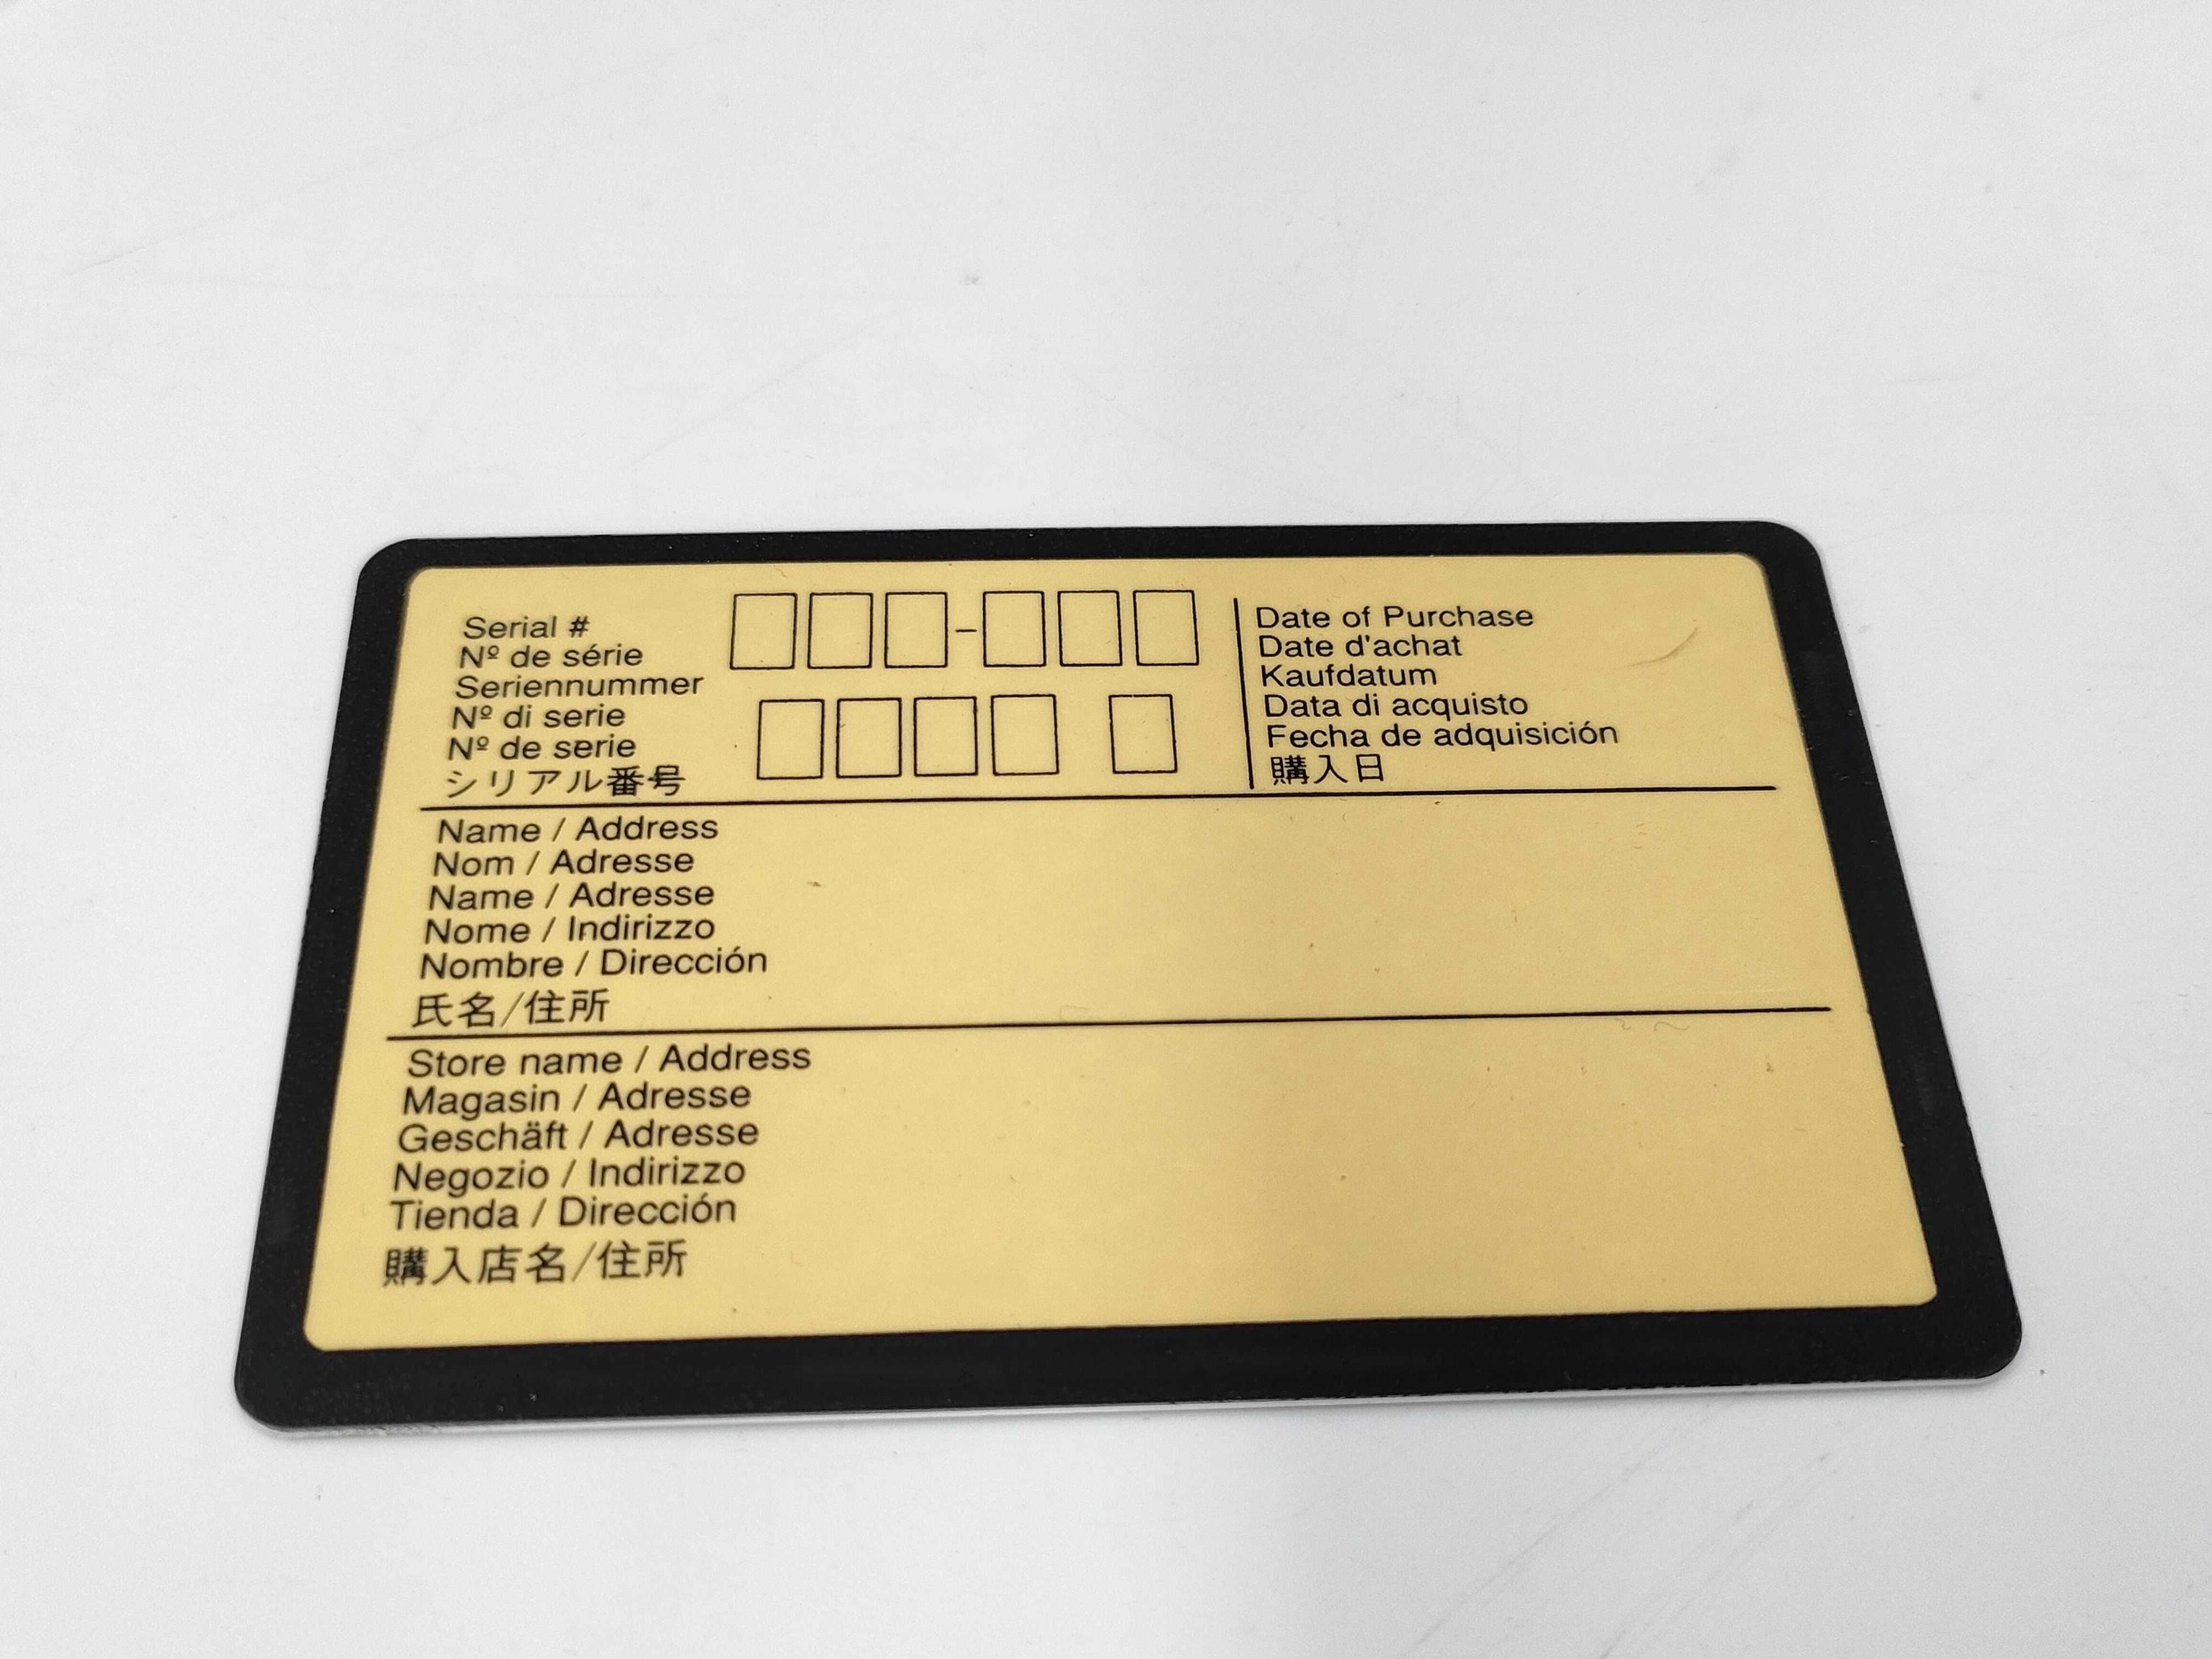 Serial #
Nº de série
Seriennummer
Nº di serie
Nº de serie
シリアル番号
–
Date of Purchase
Date d'achat
Kaufdatum
Data di acquisto
Fecha de adquisición
購入日
Name / Address
Nom / Adresse
Name / Adresse
Nome / Indirizzo
Nombre / Dirección
氏名/住所
Store name / Address
Magasin / Adresse
Geschäft / Adresse
Negozio / Indirizzo
Tienda / Dirección
購入店名/住所